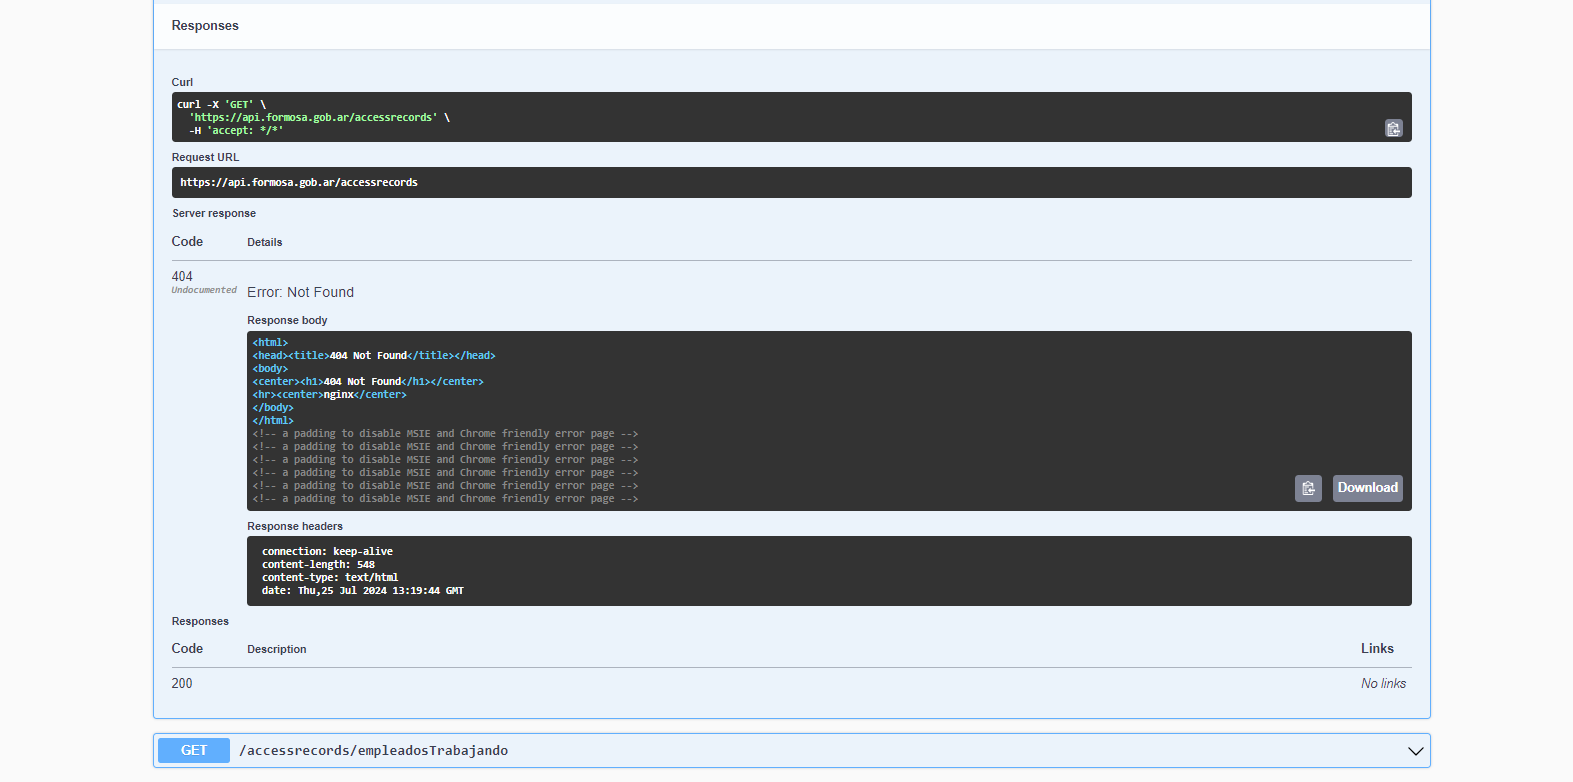 Responses
Curl
curl -X 'GET' \
  'https://api.formosa.gob.ar/accessrecords' \
  -H 'accept: */*'
Request URL
https://api.formosa.gob.ar/accessrecords
Server response
Code Details
404
Undocumented
Error: Not Found
Response body
<html>
<head><title>404 Not Found</title></head>
<body>
<center><h1>404 Not Found</h1></center>
<hr><center>nginx</center>
</body>
</html>
<!-- a padding to disable MSIE and Chrome friendly error page -->
<!-- a padding to disable MSIE and Chrome friendly error page -->
<!-- a padding to disable MSIE and Chrome friendly error page -->
<!-- a padding to disable MSIE and Chrome friendly error page -->
<!-- a padding to disable MSIE and Chrome friendly error page -->
<!-- a padding to disable MSIE and Chrome friendly error page -->
Download
Response headers
connection: keep-alive
content-length: 548
content-type: text/html
date: Thu,25 Jul 2024 13:19:44 GMT
Responses
Code Description Links
200 No links
GET /accessrecords/empleadosTrabajando